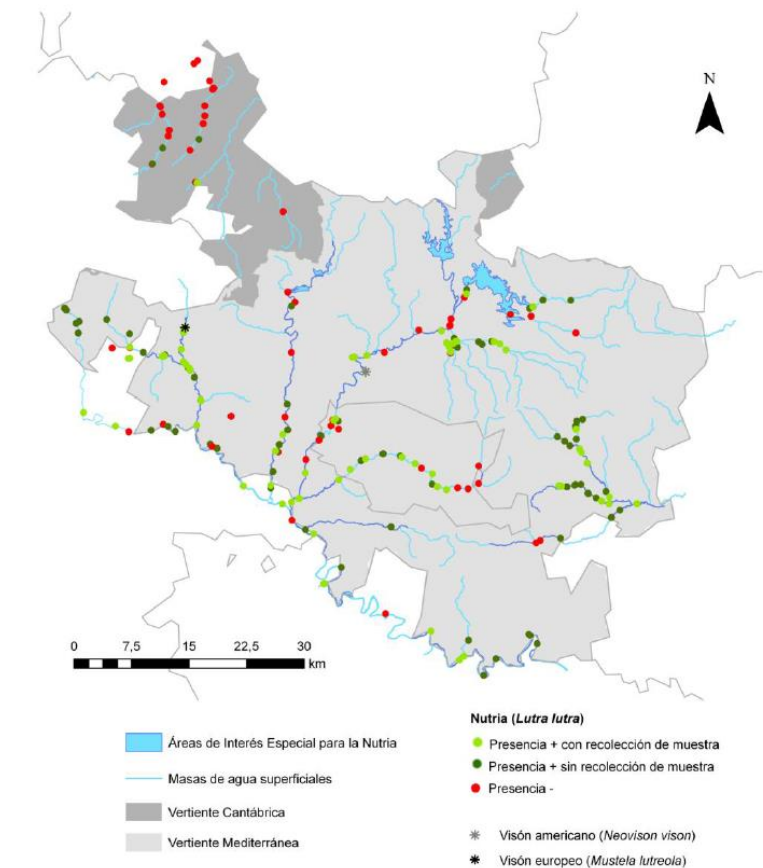 N
0 7,5 15 22,5 30
km
Áreas de Interés Especial para la Nutria
Masas de agua superficiales
Vertiente Cantábrica
Vertiente Mediterránea
Nutria (Lutra lutra)
Presencia + con recolección de muestra
Presencia + sin recolección de muestra
Presencia -
Visón americano (Neovison vison)
Visón europeo (Mustela lutreola)